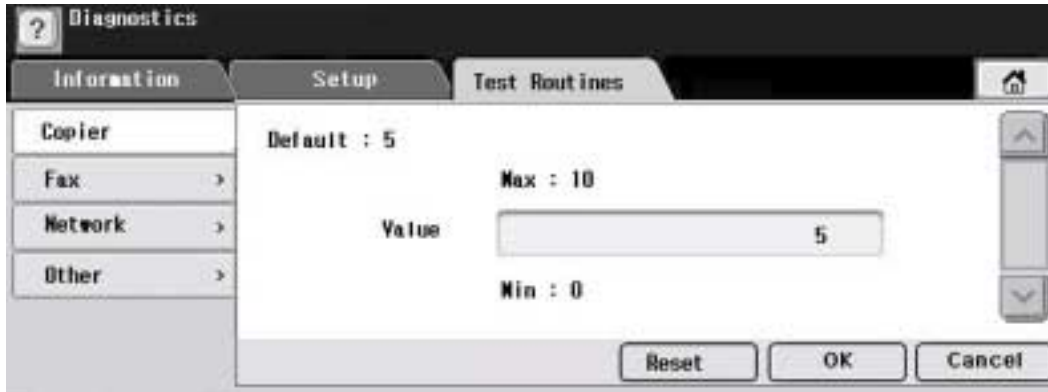 ? Diagnostics
Information Setup Test Routines
Copier
Fax >
Network >
Other >
Default : 5
Max : 10
Value 5
Min : 0
Reset OK Cancel